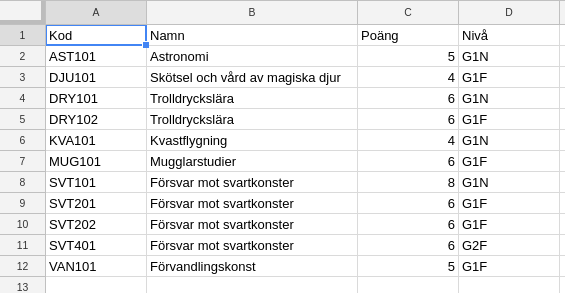 A B C D
1 Kod Namn Poäng Nivå
2 AST101 Astronomi 5 G1N
3 DJU101 Skötsel och vård av magiska djur 4 G1F
4 DRY101 Trolldryckslära 6 G1N
5 DRY102 Trolldryckslära 6 G1F
6 KVA101 Kvastflygning 4 G1N
7 MUG101 Mugglarstudier 6 G1F
8 SVT101 Försvar mot svartkonster 8 G1N
9 SVT201 Försvar mot svartkonster 6 G1F
10 SVT202 Försvar mot svartkonster 6 G1F
11 SVT401 Försvar mot svartkonster 6 G2F
12 VAN101 Förvandlingskonst 5 G1F
13